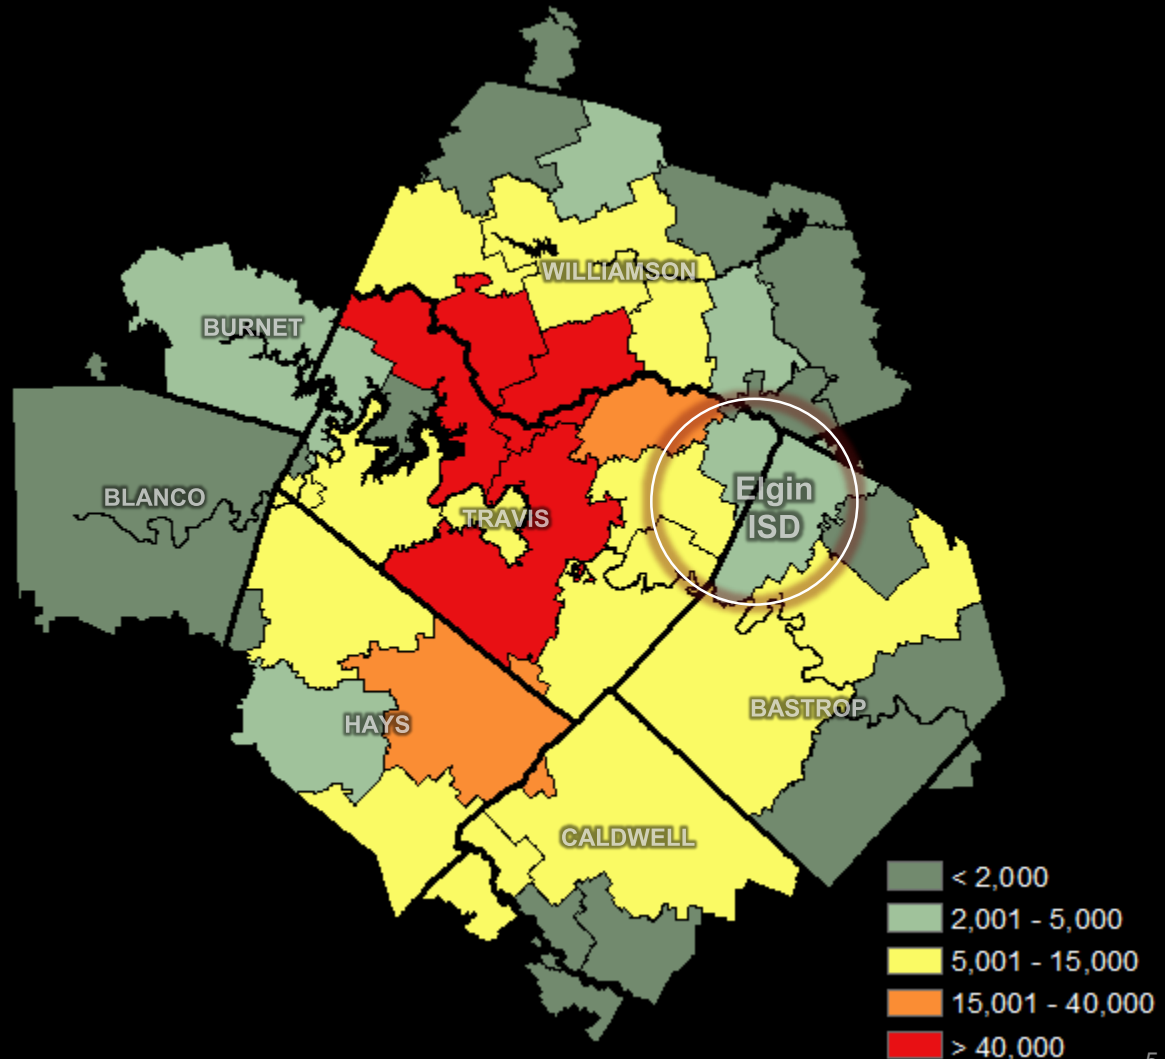 WILLIAMSON
BURNET
BLANCO
Elgin
ISD
TRAVIS
BASTROP
HAYS
CALDWELL
< 2,000
2,001 - 5,000
5,001 - 15,000
15,001 - 40,000
> 40,000